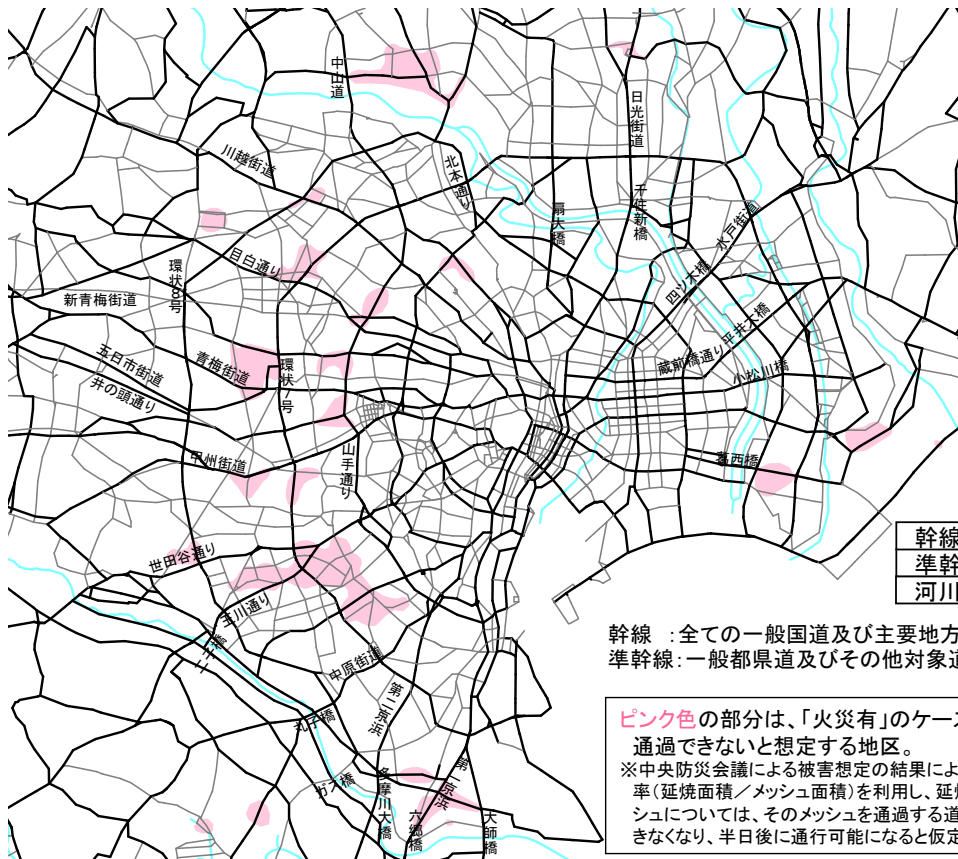 中山道
日光街道
川越街道
北本通り
扇大橋
千住新橋
水戸街道
目白通り
環状8号
四ツ木橋
新青梅街道
平井大橋
五日市街道
青梅街道
環状7号
蔵前橋通り
小松川橋
井の頭通り
甲州街道
山手通り
葛西橋
世田谷通り
玉川通り
二子橋
中原街道
第二京浜
丸子橋
ガス橋
多摩川大橋
六郷橋
第一京浜
大師橋
幹線
準幹
河川
幹線 :全ての一般国道及び主要地方
準幹線:一般都県道及びその他対象道
ピンク色の部分は、「火災有」のケース
通過できないと想定する地区。
※中央防災会議による被害想定の結果によ
率(延焼面積/メッシュ面積)を利用し、延焼
シュについては、そのメッシュを通過する道
きなくなり、半日後に通行可能になると仮定